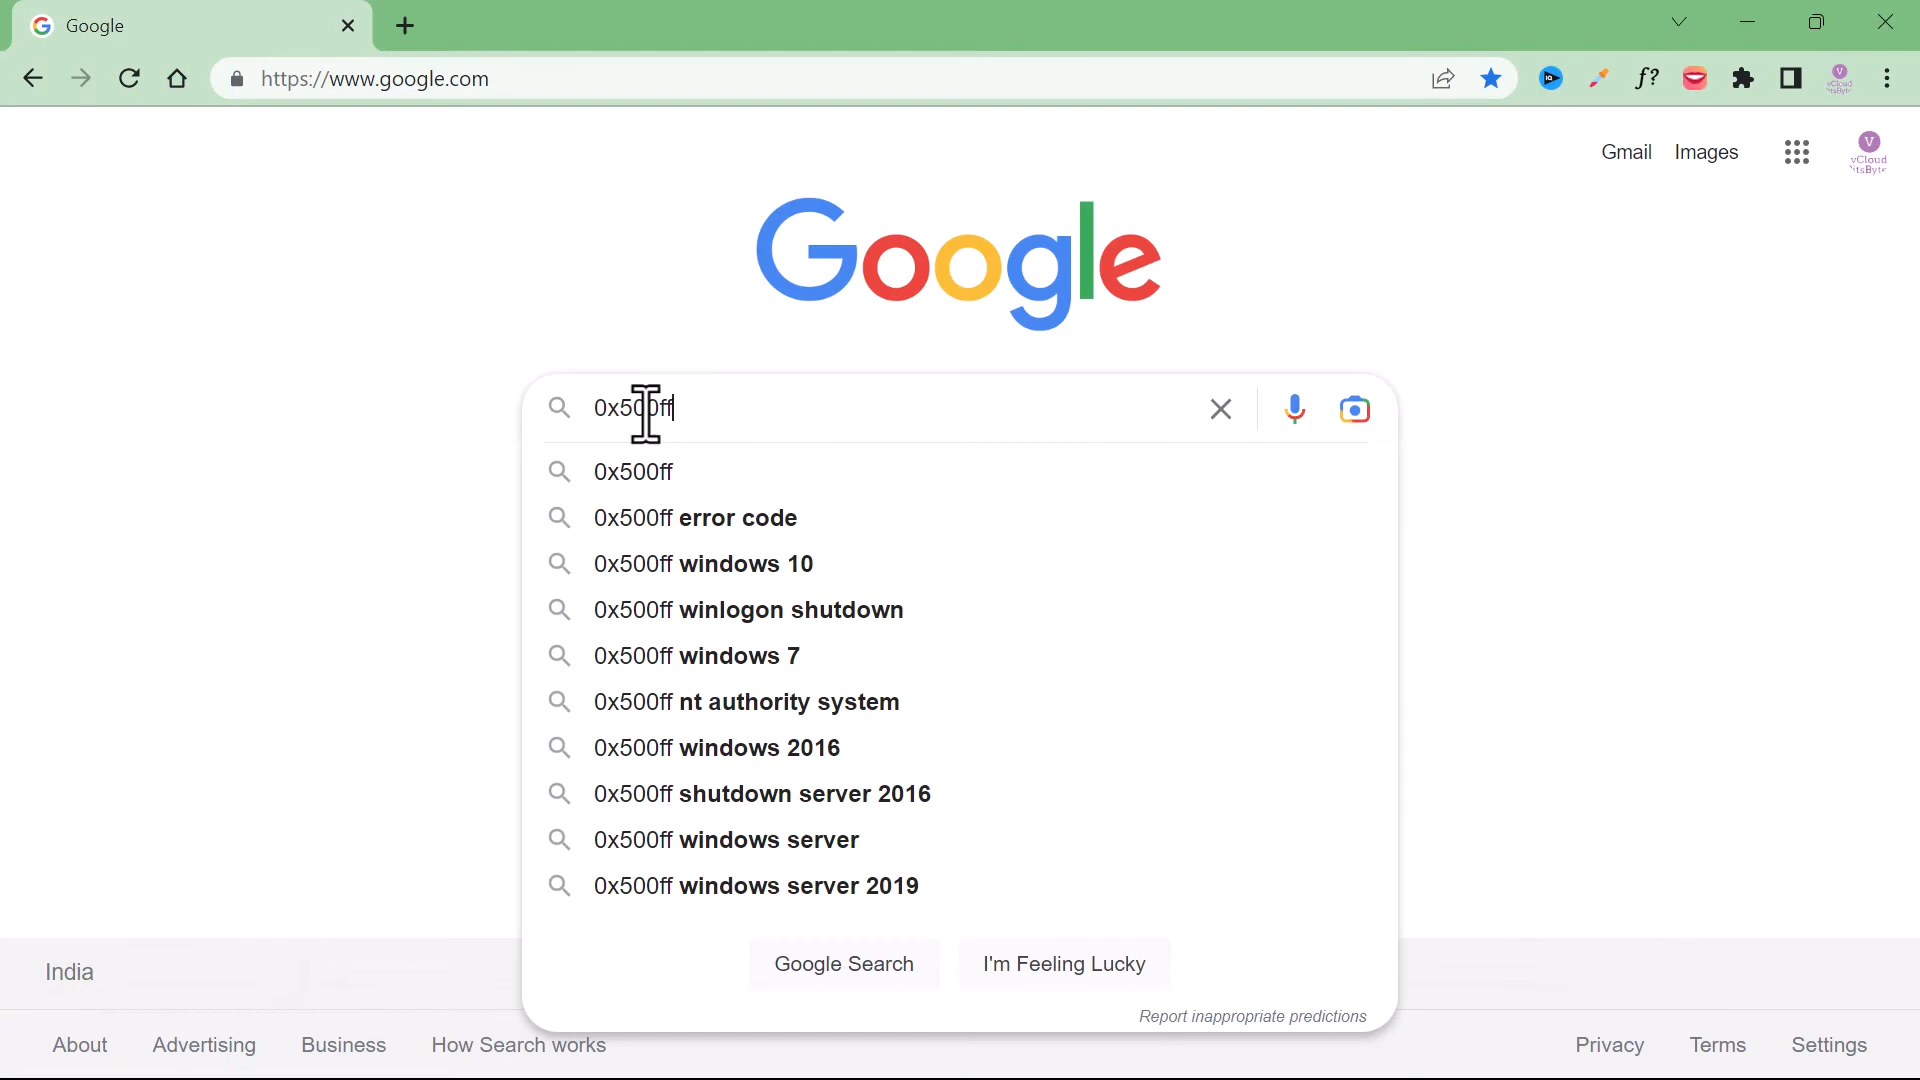 Google
https://www.google.com
f?
V
vCloud
Gmail Images
V
vCloud
Google
0x500ff
0x500ff
0x500ff error code
0x500ff windows 10
0x500ff winlogon shutdown
0x500ff windows 7
0x500ff nt authority system
0x500ff windows 2016
0x500ff shutdown server 2016
0x500ff windows server
0x500ff windows server 2019
Google Search I'm Feeling Lucky
Report inappropriate predictions
India
About Advertising Business How Search works
Privacy Terms Settings